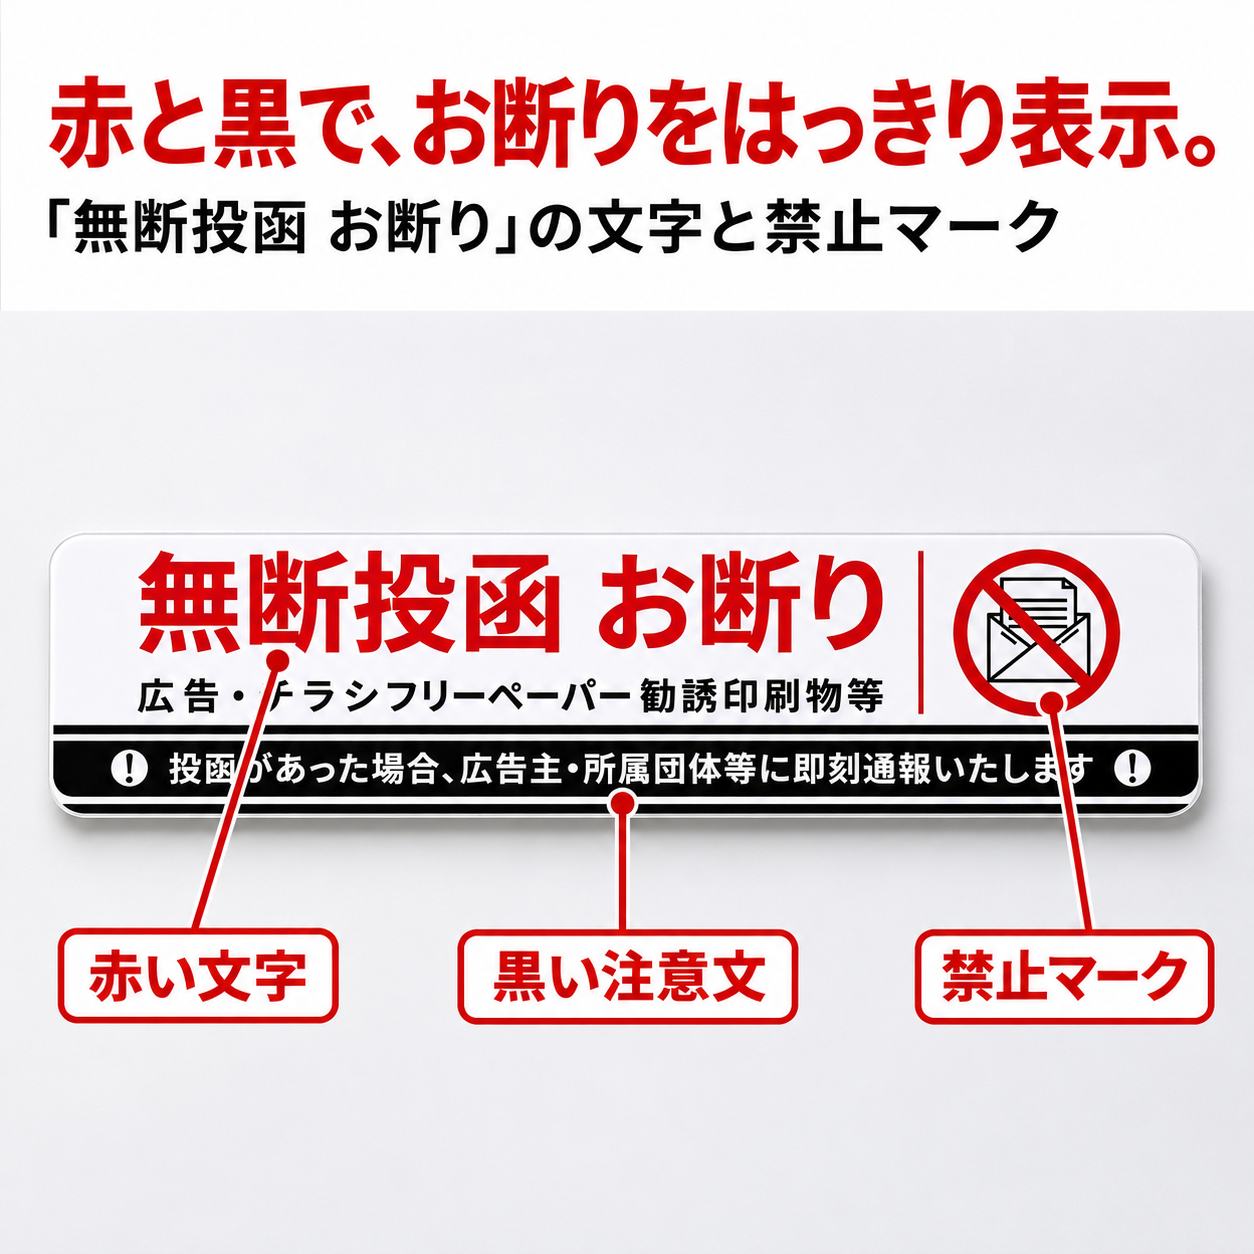 赤と黒で、お断りをはっきり表示。
「無断投函 お断り」の文字と禁止マーク
無断投函 お断り
広告・チラシフリーペーパー勧誘印刷物等
! 投函があった場合、広告主・所属団体等に即刻通報いたします !
赤い文字
黒い注意文
禁止マーク